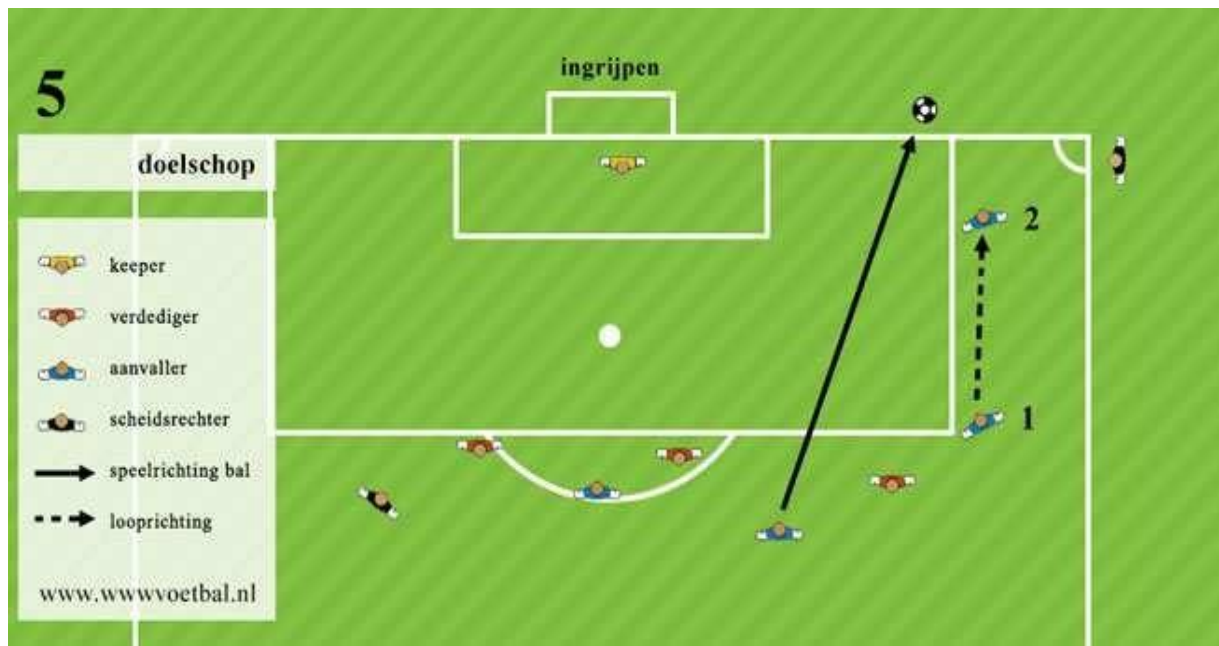 5
ingrijpen
doelschop
2
keeper
verdediger
aanvaller
1
scheidsrechter
speelrichting bal
looprichting
www.wwwvoetbal.nl